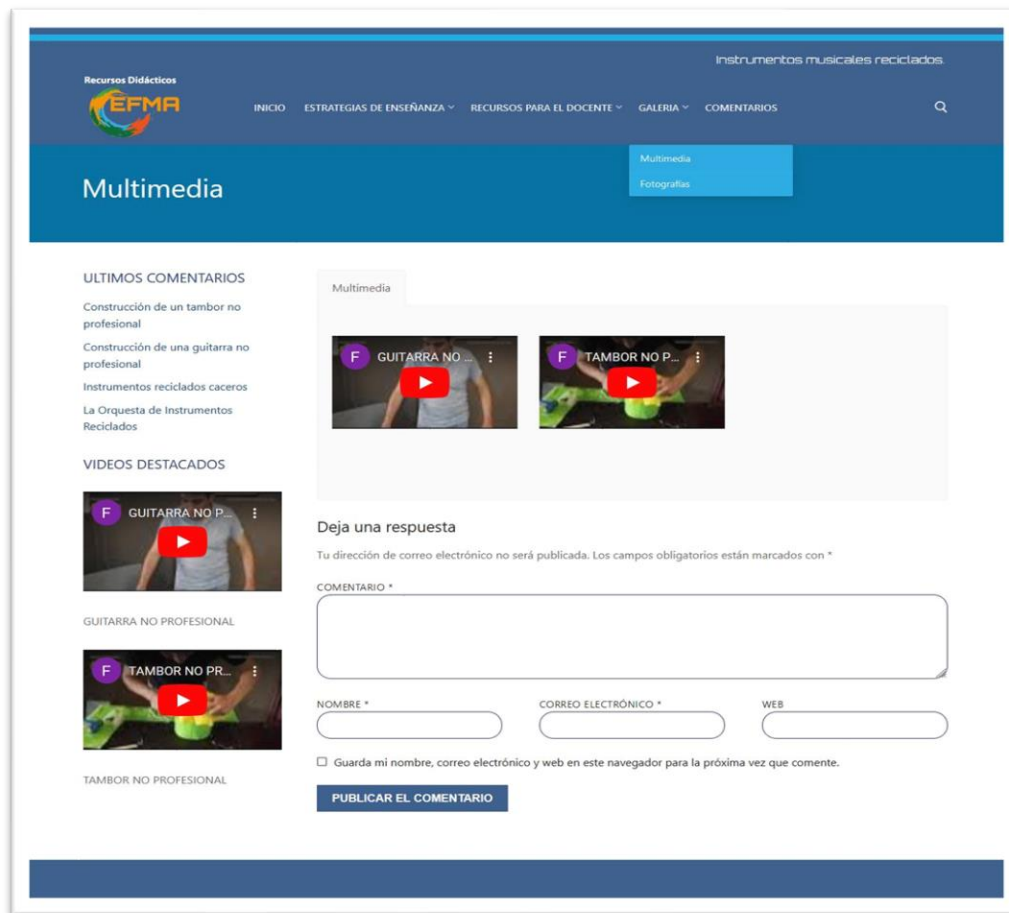 Instrumentos musicales reciclados.
Recursos Didácticos
EFMA
INICIO ESTRATEGIAS DE ENSEÑANZA RECURSOS PARA EL DOCENTE GALERIA COMENTARIOS
Multimedia
Fotografías
Multimedia
ULTIMOS COMENTARIOS
Construcción de un tambor no
profesional
Construcción de una guitarra no
profesional
Instrumentos reciclados caceros
La Orquesta de Instrumentos
Reciclados
VIDEOS DESTACADOS
F GUITARRA NO P...
GUITARRA NO PROFESIONAL
F TAMBOR NO PR...
TAMBOR NO PROFESIONAL
Multimedia
F GUITARRA NO ...
F TAMBOR NO P...
Deja una respuesta
Tu dirección de correo electrónico no será publicada. Los campos obligatorios están marcados con *
COMENTARIO *
NOMBRE *
CORREO ELECTRÓNICO *
WEB
Guarda mi nombre, correo electrónico y web en este navegador para la próxima vez que comente.
PUBLICAR EL COMENTARIO